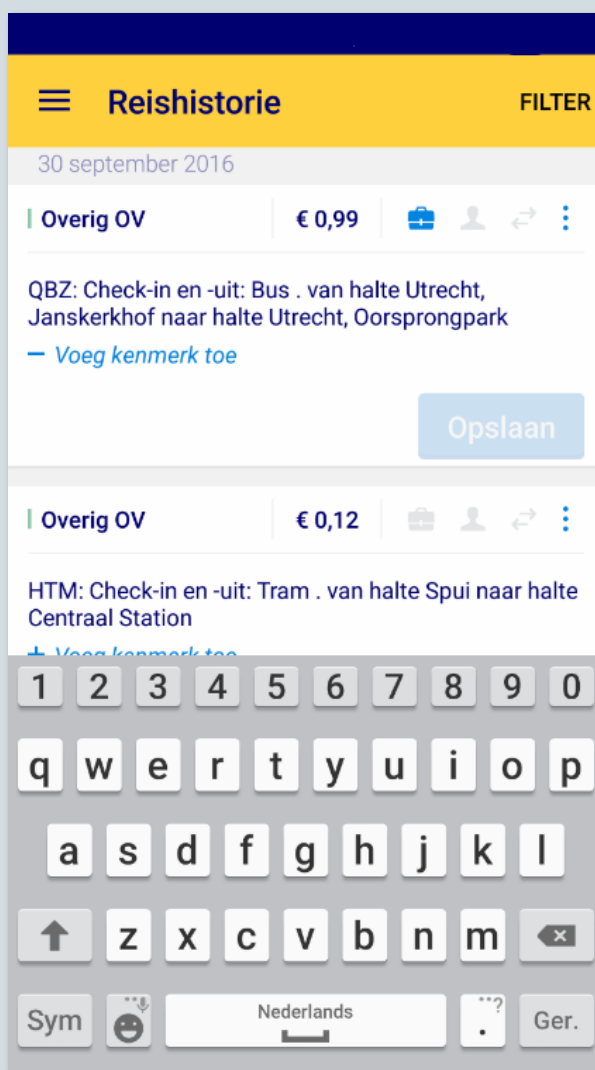 Reishistorie FILTER
30 september 2016
Overig OV € 0,99
QBZ: Check-in en -uit: Bus . van halte Utrecht,
Janskerkhof naar halte Utrecht, Oorsprongpark
− Voeg kenmerk toe
Opslaan
Overig OV € 0,12
HTM: Check-in en -uit: Tram . van halte Spui naar halte
Centraal Station
+ Voeg kenmerk toe
1 2 3 4 5 6 7 8 9 0
q w e r t y u i o p
a s d f g h j k l
z x c v b n m
Sym Nederlands . ? Ger.